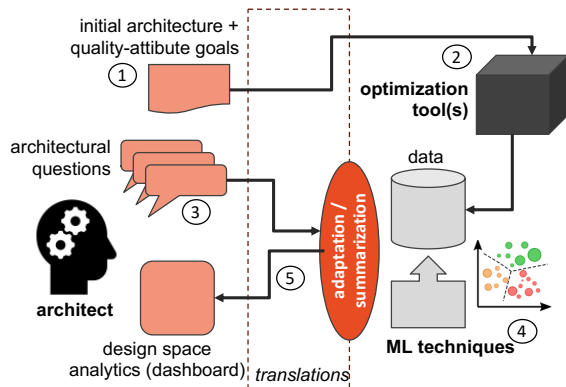 initial architecture +
quality-attibute goals
1
2
optimization
tool(s)
architectural
questions
3
data
adaptation /
summarization
5
architect
4
ML techniques
design space
analytics (dashboard)
translations